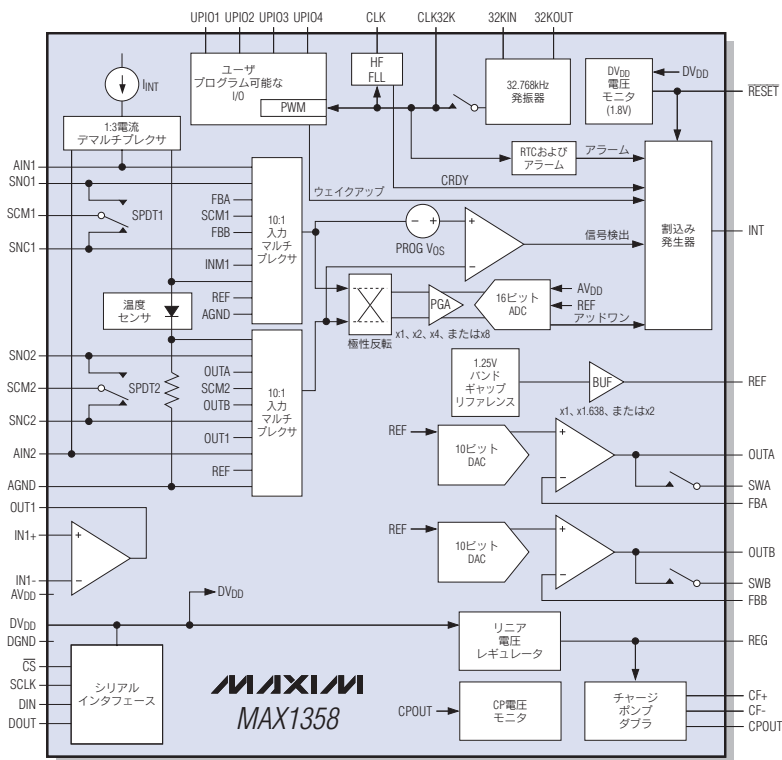 UPIO1 UPIO2 UPIO3 UPIO4 CLK CLK32K 32KIN 32KOUT
IINT
ユーザ
プログラム可能な
I/O
PWM
HF
FLL
32.768kHz
発振器
DVDD
電圧
モニタ
(1.8V)
DVDD
RESET
1:3電流
デマルチプレクサ
RTCおよび
アラーム
アラーム
CRDY
ウェイクアップ
割込み
発生器
INT
AIN1
SNO1
SCM1
SNC1
SPDT1
FBA
SCM1
FBB
INM1
REF
AGND
10:1
入力
マルチ
プレクサ
PROG VOS
信号検出
温度
センサ
極性反転
PGA
x1、x2、x4、またはx8
16ビット
ADC
AVDD
REF
アッドワン
SNO2
SCM2
SNC2
AIN2
AGND
SPDT2
OUTA
SCM2
OUTB
OUT1
REF
10:1
入力
マルチ
プレクサ
1.25V
バンド
ギャップ
リファレンス
BUF
x1、x1.638、またはx2
REF
REF
10ビット
DAC
OUTA
SWA
FBA
OUT1
IN1+
IN1-
AVDD
REF
10ビット
DAC
OUTB
SWB
FBB
DVDD
DVDD
DGND
リニア
電圧
レギュレータ
REG
CS
SCLK
DIN
DOUT
シリアル
インタフェース
MAXIM
MAX1358
CPOUT
CP電圧
モニタ
チャージ
ポンプ
ダブラ
CF+
CF-
CPOUT